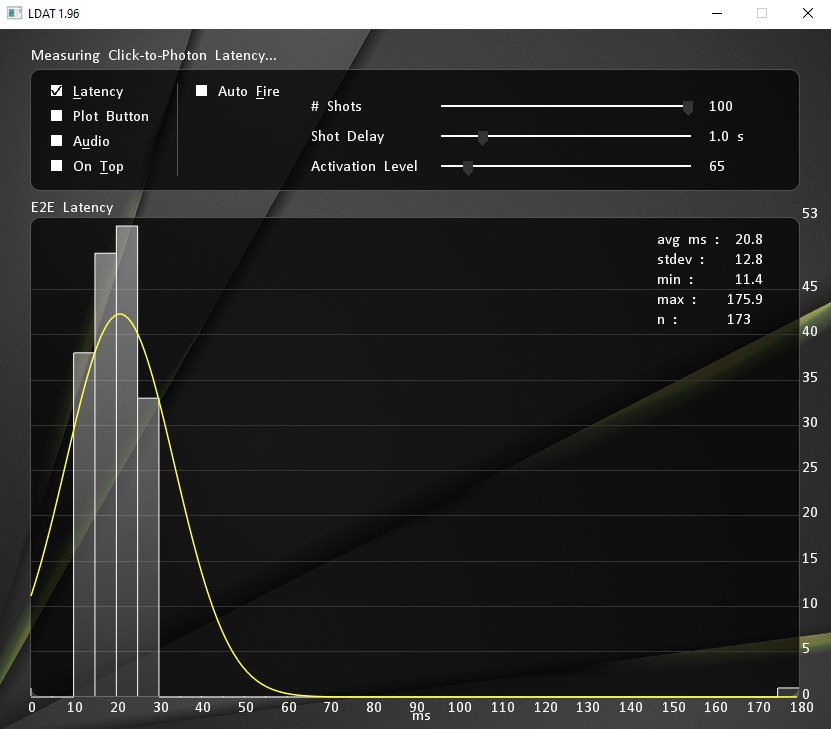 LDAT 1.96
Measuring Click-to-Photon Latency...
Latency
Auto Fire
Plot Button
Audio
On Top
# Shots 100
Shot Delay 1.0 s
Activation Level 65
E2E Latency
53
avg ms : 20.8
stdev : 12.8
min : 11.4
max : 175.9
n : 173
45
40
35
30
25
20
15
10
5
0
0 10 20 30 40 50 60 70 80 90 100 110 120 130 140 150 160 170 180
ms